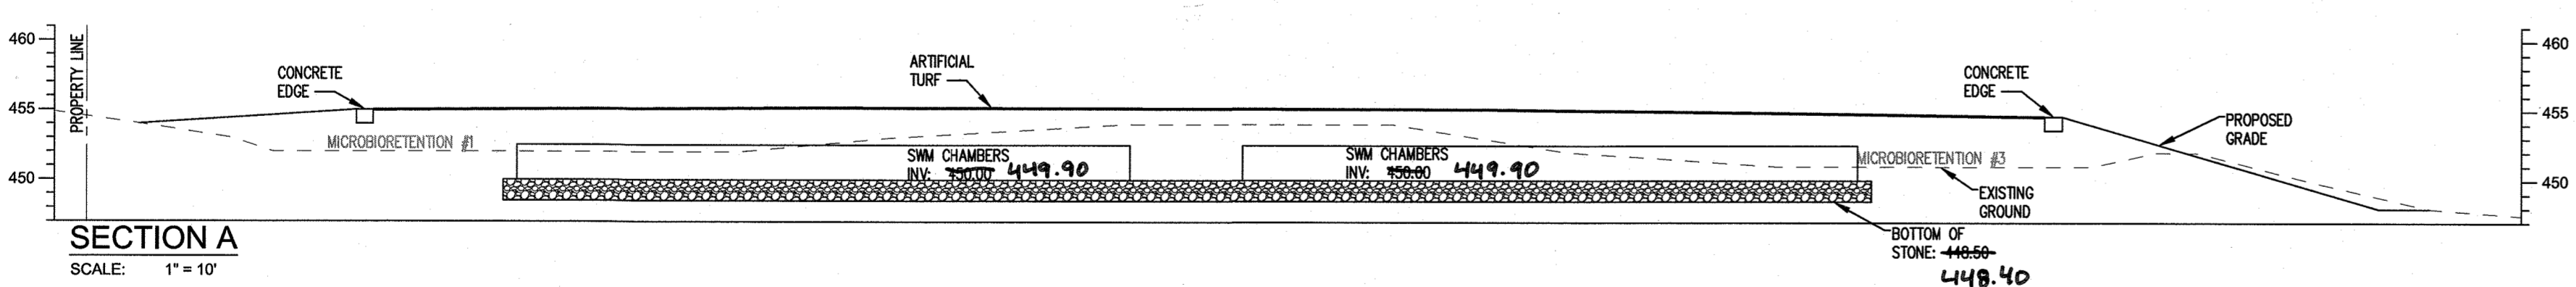 460
455
450
PROPERTY LINE
CONCRETE
EDGE
MICROBIORETENTION #1
ARTIFICIAL
TURF
SWM CHAMBERS
INV: 450.00 449.90
SWM CHAMBERS
INV: 450.00 449.90
CONCRETE
EDGE
MICROBIORETENTION #3
PROPOSED
GRADE
EXISTING
GROUND
BOTTOM OF
STONE: 448.50
448.40
460
455
450
SECTION A
SCALE: 1" = 10'